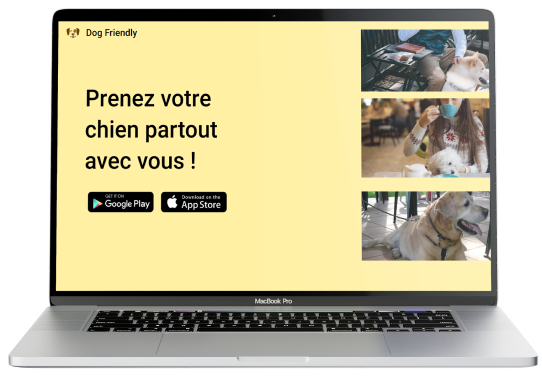 Dog Friendly
Prenez votre
chien partout
avec vous !
GET IT ON
Google Play
Download on the
App Store
MacBook Pro